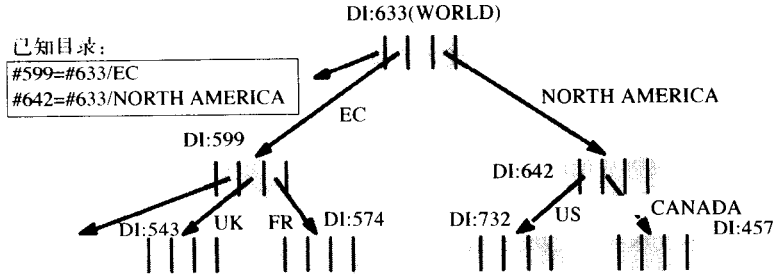 DI:633(WORLD)
已知目录：
#599=#633/EC
#642=#633/NORTH AMERICA
NORTH AMERICA
EC
DI:599
DI:642
DI:543
UK
FR
DI:574
DI:732
US
CANADA
DI:457